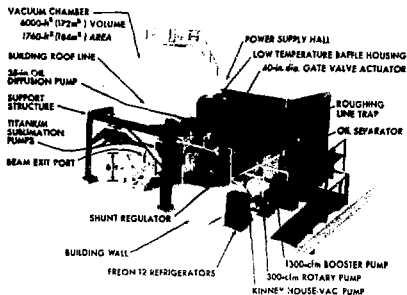 VACUUM CHAMBER
6000-ft³ (172m³) VOLUME
1760-ft² (164m²) AREA
BUILDING ROOF LINE
35-in OIL
DIFFUSION PUMP
SUPPORT
STRUCTURE
TITANIUM
SUBLIMATION
PUMPS
BEAM EXIT PORT
SHUNT REGULATOR
BUILDING WALL
FREON 12 REFRIGERATORS
POWER SUPPLY HALL
LOW TEMPERATURE BAFFLE HOUSING
40-in dia. GATE VALVE ACTUATOR
ROUGHING
LINE TRAP
OIL SEPARATOR
1300-cfm BOOSTER PUMP
300-cfm ROTARY PUMP
KINNEY HOUSE-VAC PUMP